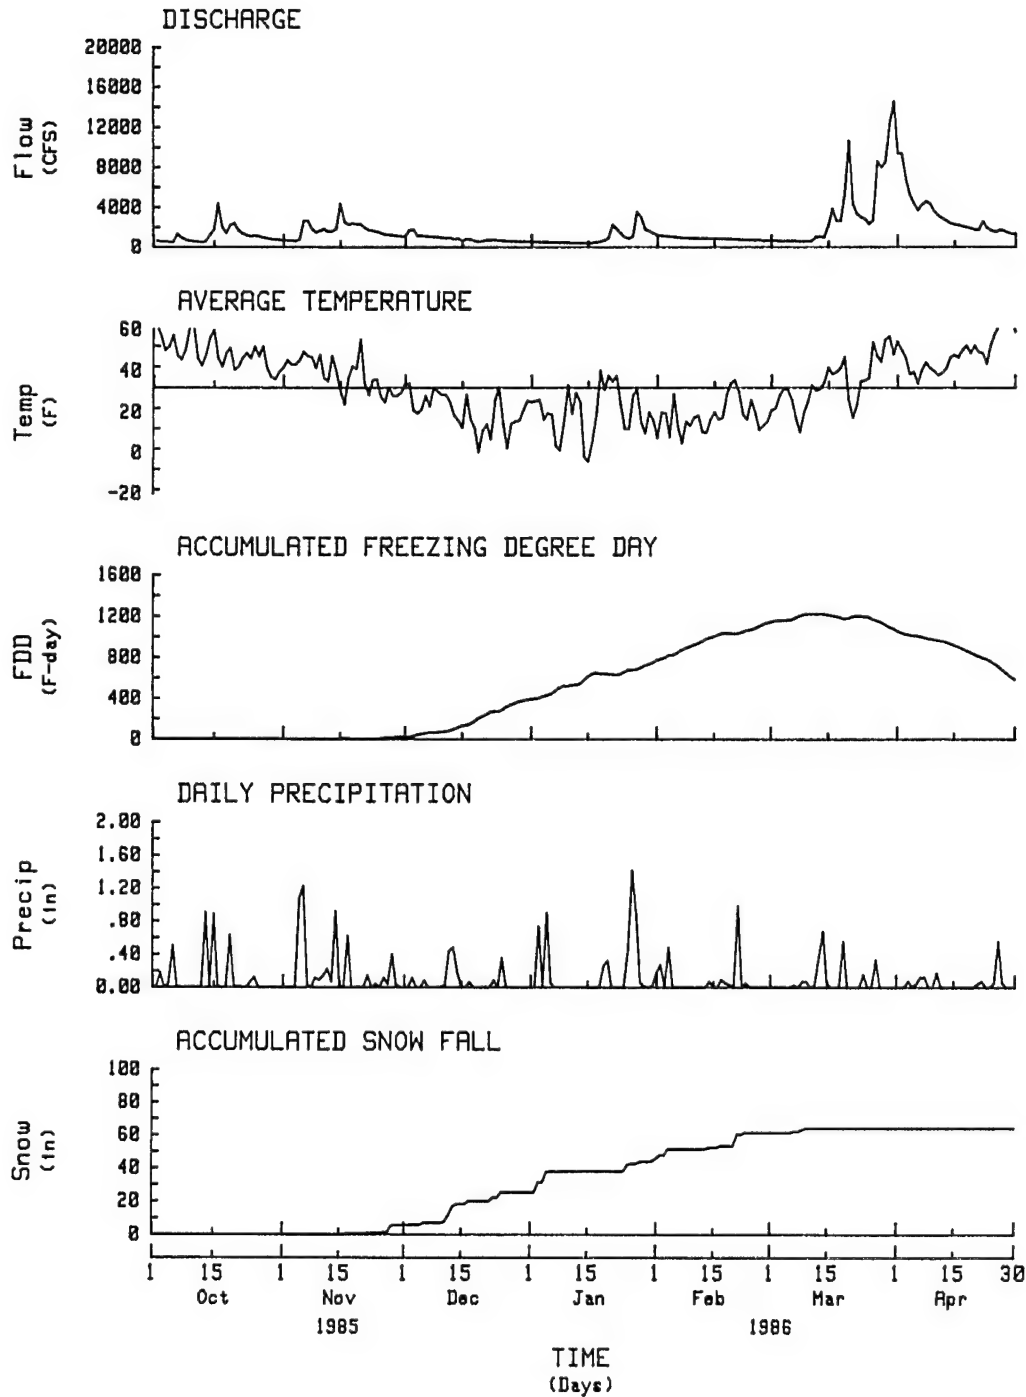 DISCHARGE
20000
16000
12000
8000
4000
0
Flow
(CFS)
AVERAGE TEMPERATURE
60
40
20
0
-20
Temp
(F)
ACCUMULATED FREEZING DEGREE DAY
1600
1200
800
400
0
FDD
(F-day)
DAILY PRECIPITATION
2.00
1.60
1.20
.80
.40
0.00
Precip
(in)
ACCUMULATED SNOW FALL
100
80
60
40
20
0
Snow
(in)
1 15 1 15 1 15 1 15 1 15 1 15 1 15 30
Oct Nov Dec Jan Feb Mar Apr
1985 1986
TIME
(Days)